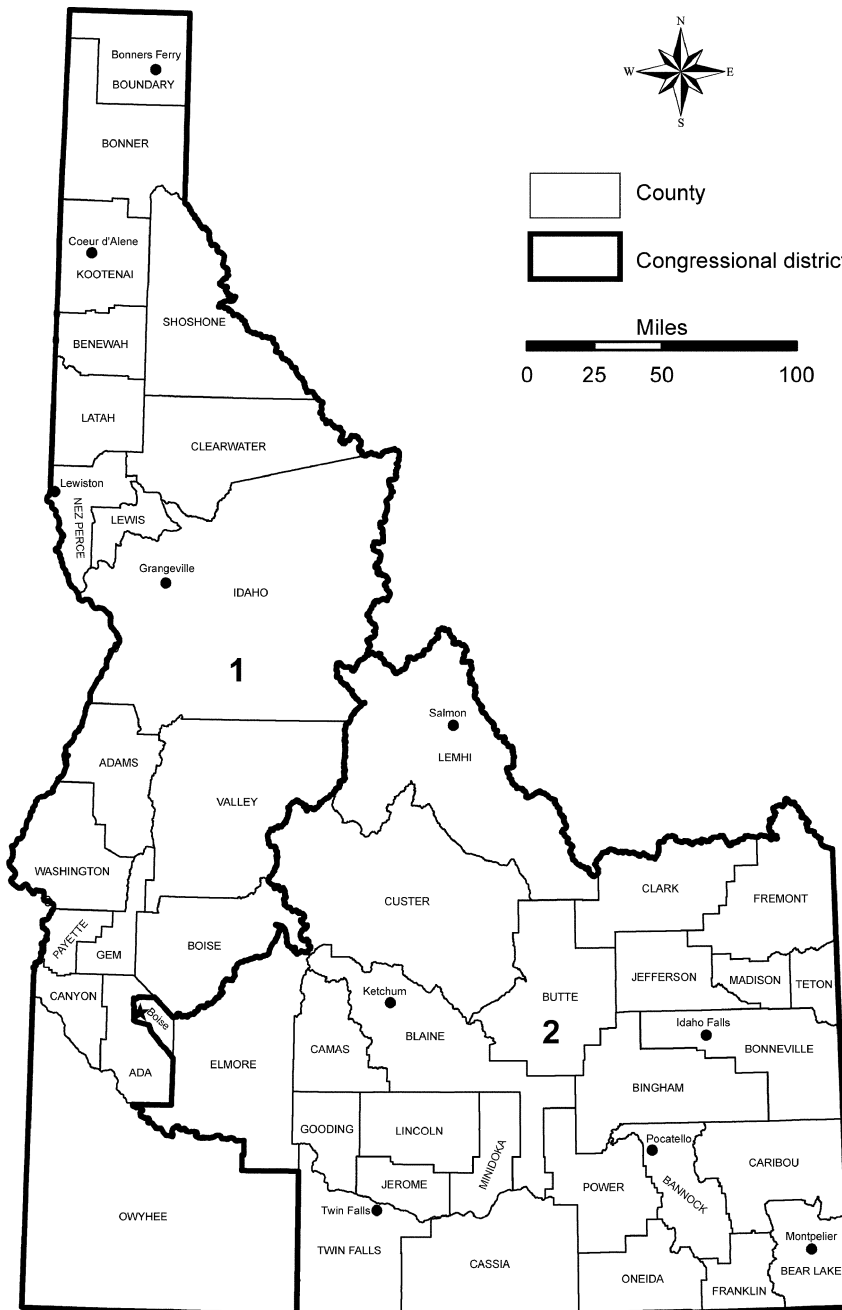 N
W E
S
County
Congressional distric
Miles
0 25 50 100
Bonners Ferry
BOUNDARY
BONNER
Coeur d'Alene
KOOTENAI
SHOSHONE
BENEWAH
LATAH
CLEARWATER
Lewiston
NEZ PERCE
LEWIS
Grangeville
IDAHO
1
Salmon
LEMHI
ADAMS
VALLEY
WASHINGTON
CUSTER
CLARK
FREMONT
PAYETTE
GEM
BOISE
JEFFERSON
MADISON
TETON
CANYON
Boise
Ketchum
BUTTE
2
BLAINE
Idaho Falls
BONNEVILLE
CAMAS
ELMORE
ADA
BINGHAM
GOODING
LINCOLN
MINIDOKA
Pocatello
CARIBOU
JEROME
POWER
BANNOCK
OWYHEE
Twin Falls
TWIN FALLS
CASSIA
Montpelier
BEAR LAKE
ONEIDA
FRANKLIN